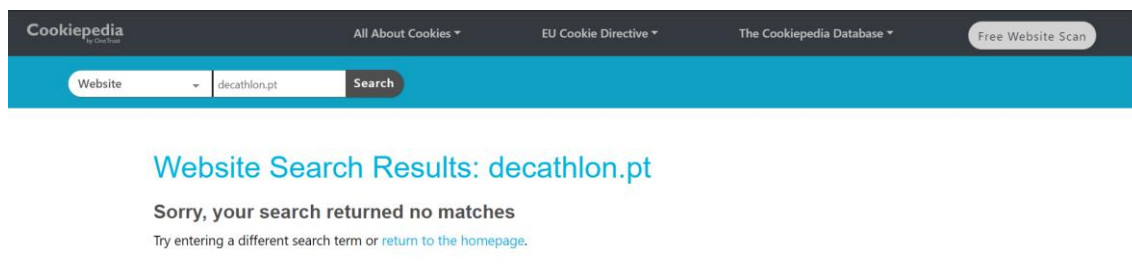 Cookiepedia
by OneTrust
All About Cookies
EU Cookie Directive
The Cookiepedia Database
Free Website Scan
Website
decathlon.pt
Search
Website Search Results: decathlon.pt
Sorry, your search returned no matches
Try entering a different search term or return to the homepage.